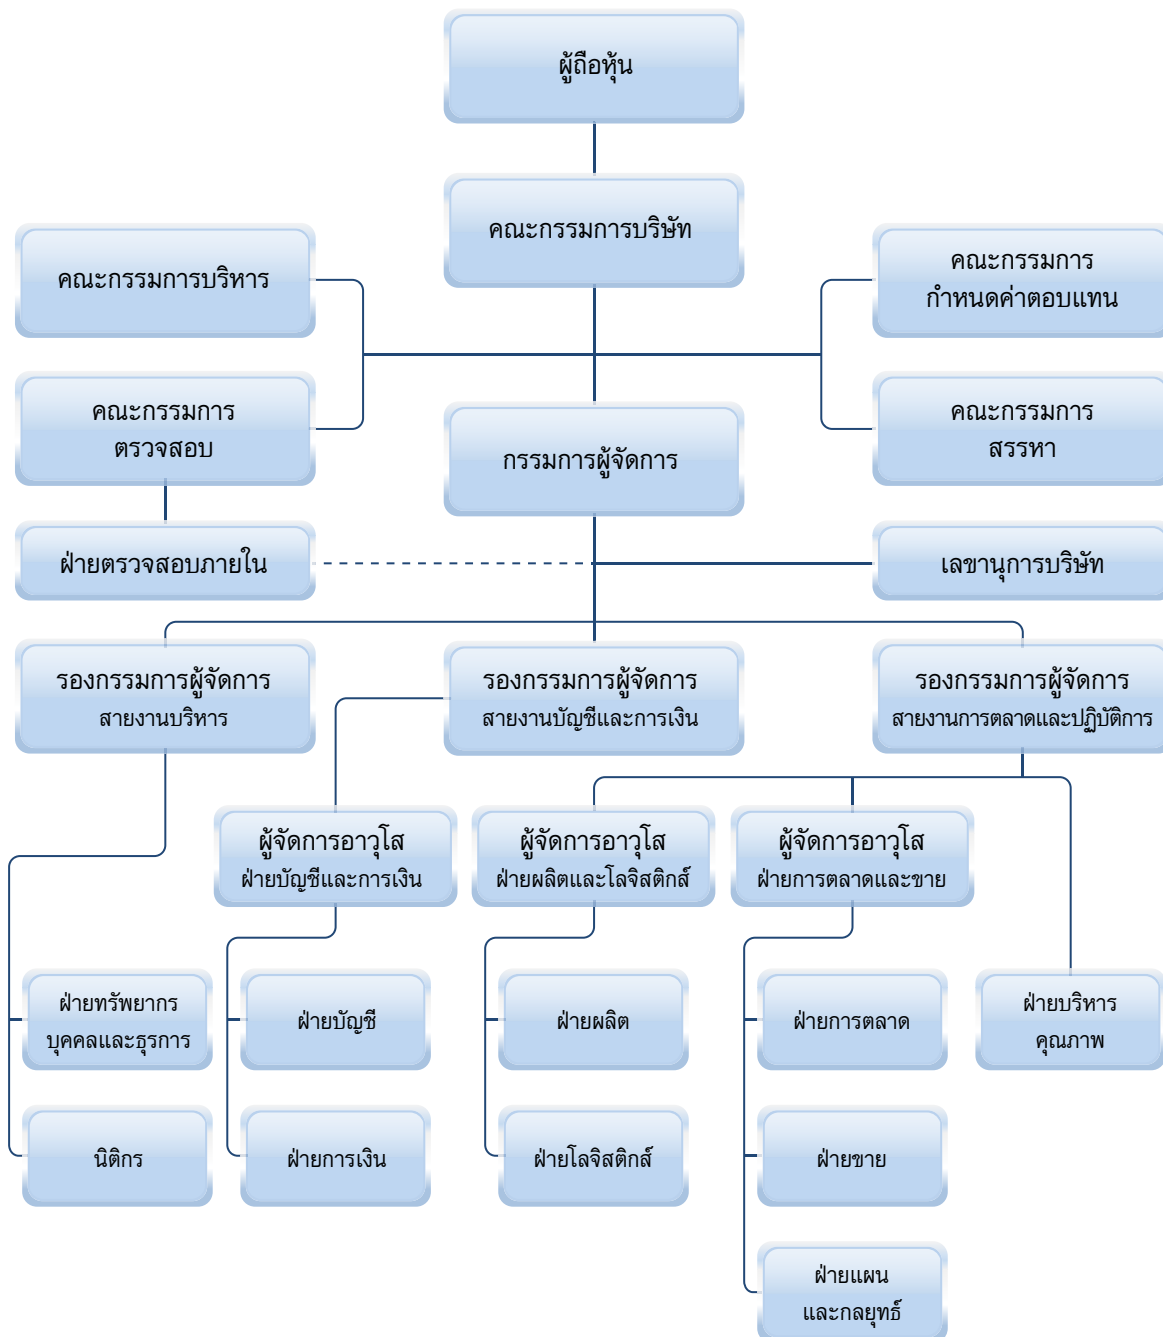 ผู้ถือหุ้น
คณะกรรมการบริษัท
คณะกรรมการบริหาร
คณะกรรมการ
กำหนดค่าตอบแทน
คณะกรรมการ
ตรวจสอบ
กรรมการผู้จัดการ
คณะกรรมการ
สรรหา
ฝ่ายตรวจสอบภายใน
เลขานุการบริษัท
รองกรรมการผู้จัดการ
สายงานบริหาร
รองกรรมการผู้จัดการ
สายงานบัญชีและการเงิน
รองกรรมการผู้จัดการ
สายงานการตลาดและปฏิบัติการ
ผู้จัดการอาวุโส
ฝ่ายบัญชีและการเงิน
ผู้จัดการอาวุโส
ฝ่ายผลิตและโลจิสติกส์
ผู้จัดการอาวุโส
ฝ่ายการตลาดและขาย
ฝ่ายทรัพยากร
บุคคลและธุรการ
ฝ่ายบัญชี
ฝ่ายผลิต
ฝ่ายการตลาด
ฝ่ายบริหาร
คุณภาพ
นิติกร
ฝ่ายการเงิน
ฝ่ายโลจิสติกส์
ฝ่ายขาย
ฝ่ายแผน
และกลยุทธ์